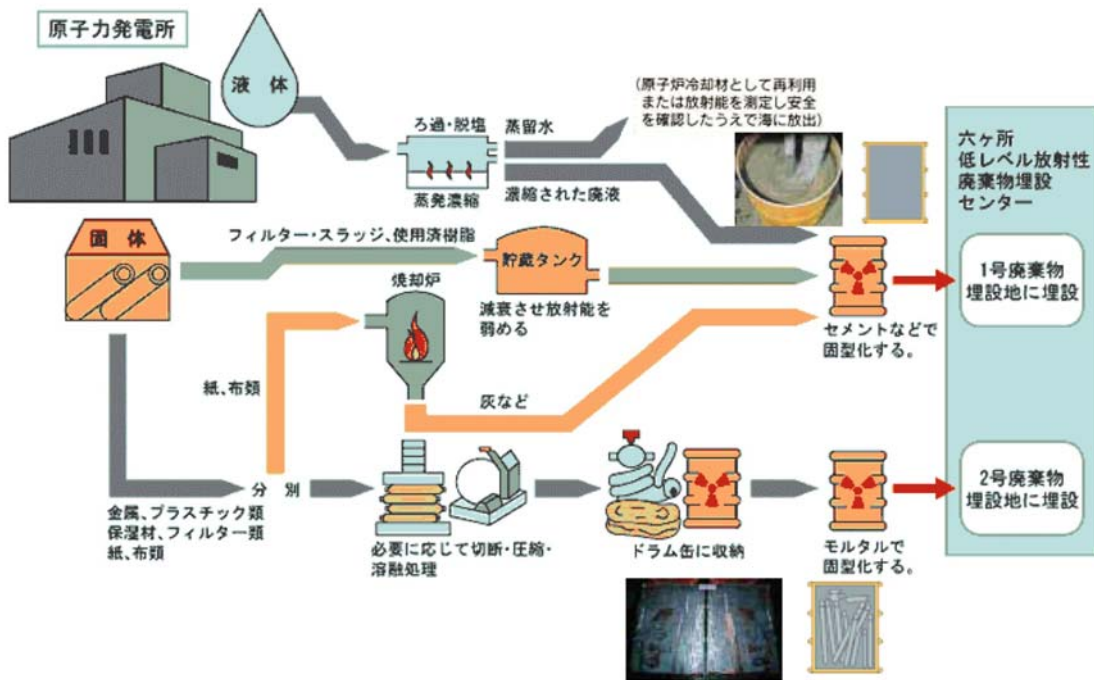 原子力発電所
液 体
ろ過・脱塩
蒸発濃縮
蒸留水
濃縮された廃液
(原子炉冷却材として再利用
または放射能を測定し安全
を確認したうえで海に放出)
六ヶ所
低レベル放射性
廃棄物埋設
センター
固 体
フィルター・スラッジ、使用済樹脂
貯蔵タンク
減衰させ放射能を
弱める
焼却炉
セメントなどで
固型化する。
1号廃棄物
埋設地に埋設
紙、布類
灰など
分 別
金属、プラスチック類
保湿材、フィルター類
紙、布類
必要に応じて切断・圧縮・
溶融処理
ドラム缶に収納
モルタルで
固型化する。
2号廃棄物
埋設地に埋設